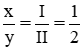 x/y = I/II = 1/2